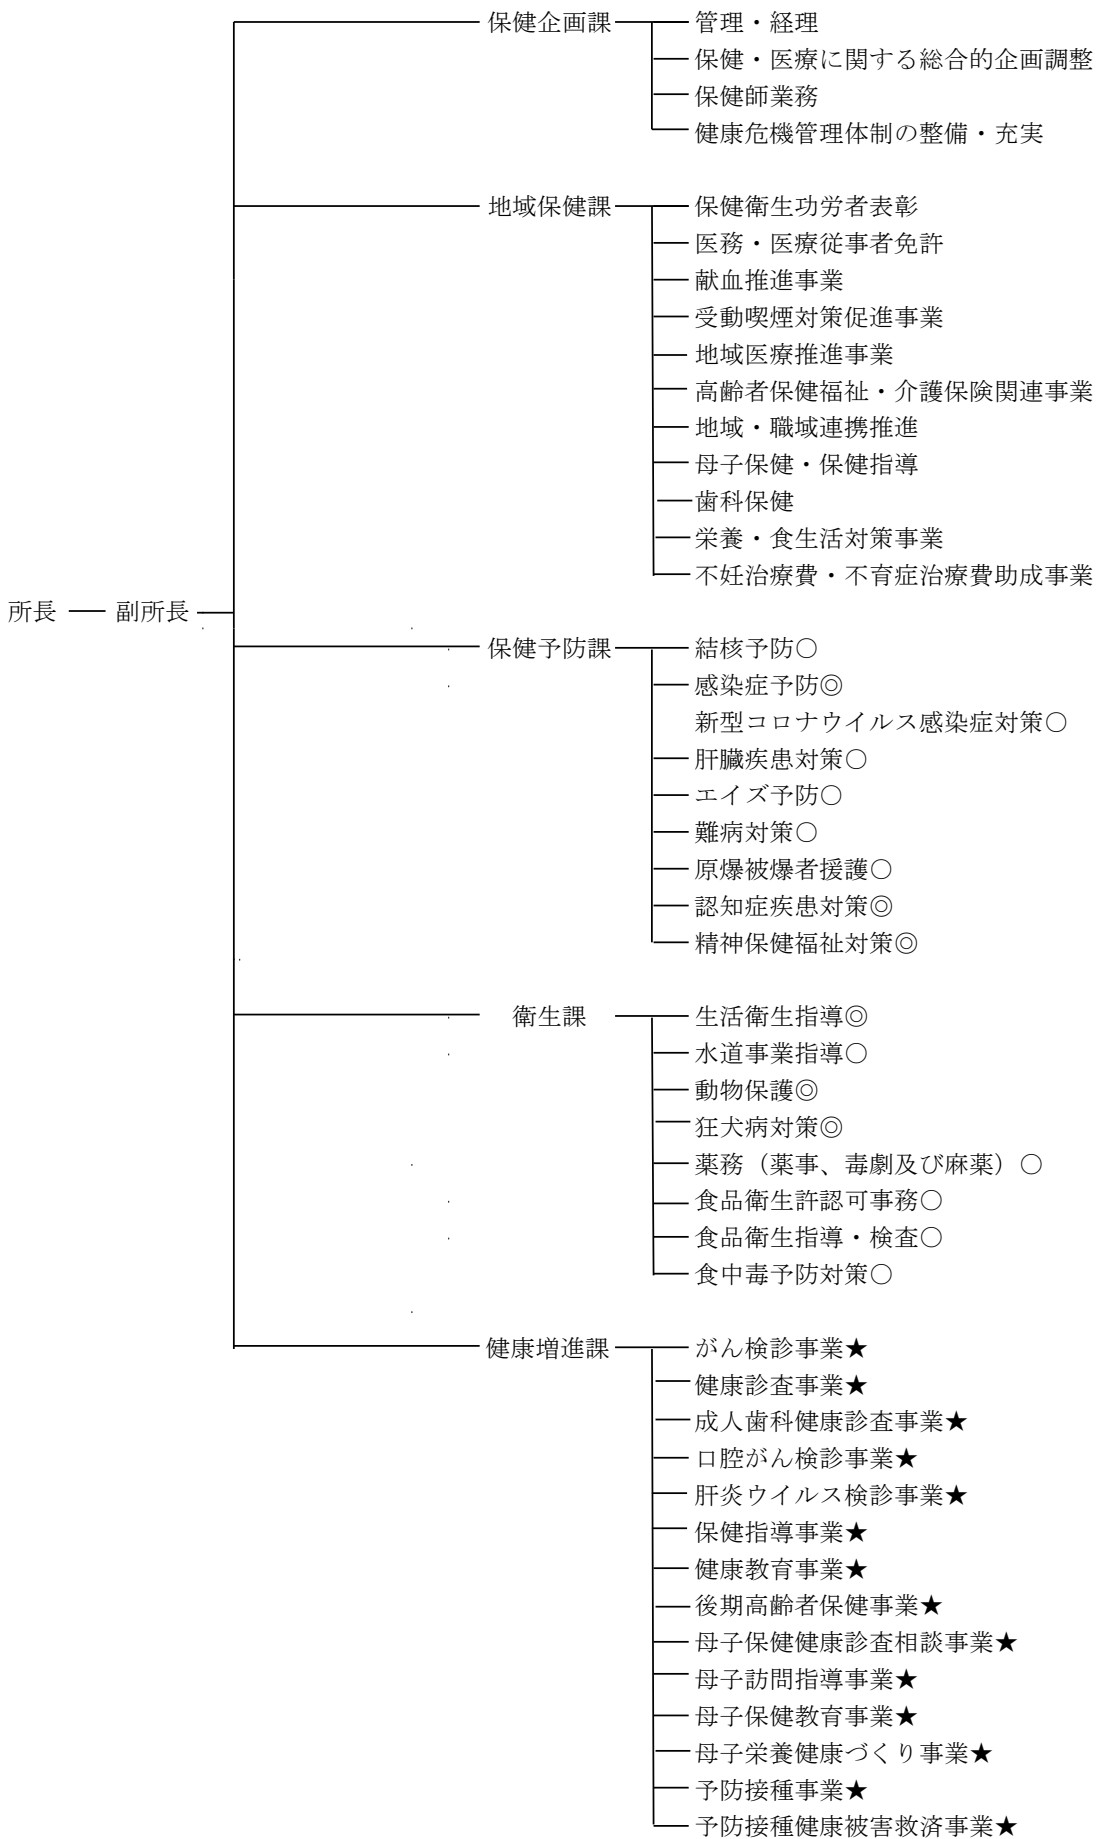 保健企画課
管理・経理
保健・医療に関する総合的企画調整
保健師業務
健康危機管理体制の整備・充実
地域保健課
保健衛生功労者表彰
医務・医療従事者免許
献血推進事業
受動喫煙対策促進事業
地域医療推進事業
高齢者保健福祉・介護保険関連事業
地域・職域連携推進
母子保健・保健指導
歯科保健
栄養・食生活対策事業
不妊治療費・不育症治療費助成事業
所長
副所長
保健予防課
結核予防○
感染症予防◎
新型コロナウイルス感染症対策○
肝臓疾患対策○
エイズ予防○
難病対策○
原爆被爆者援護○
認知症疾患対策◎
精神保健福祉対策◎
衛生課
生活衛生指導◎
水道事業指導○
動物保護◎
狂犬病対策◎
薬務（薬事、毒劇及び麻薬）○
食品衛生許認可事務○
食品衛生指導・検査○
食中毒予防対策○
健康増進課
がん検診事業★
健康診査事業★
成人歯科健康診査事業★
口腔がん検診事業★
肝炎ウイルス検診事業★
保健指導事業★
健康教育事業★
後期高齢者保健事業★
母子保健健康診査相談事業★
母子訪問指導事業★
母子保健教育事業★
母子栄養健康づくり事業★
予防接種事業★
予防接種健康被害救済事業★